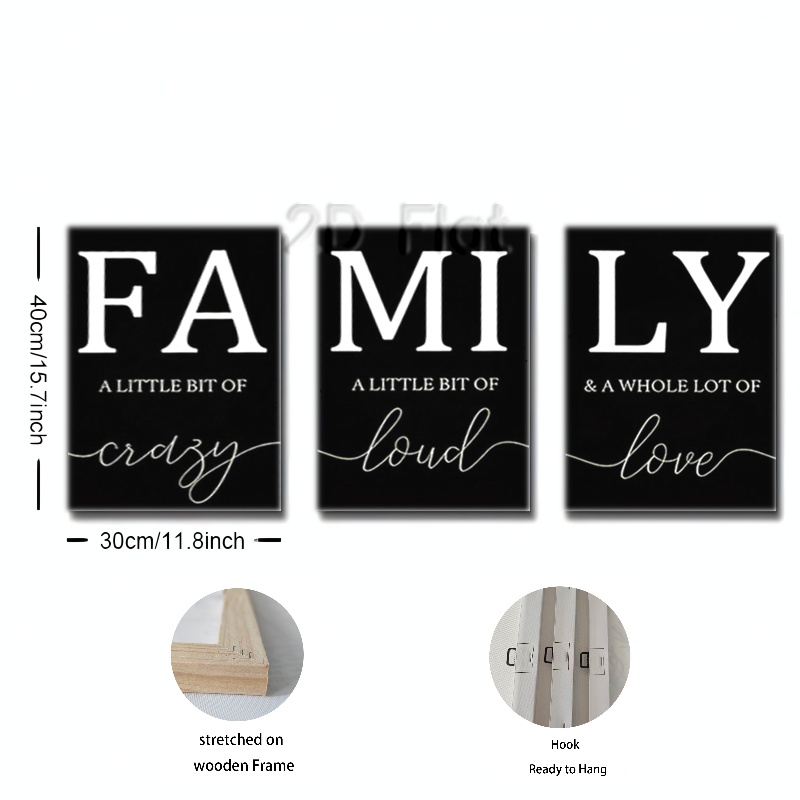 2D Flat
FA
A LITTLE BIT OF
crazy
MI
A LITTLE BIT OF
loud
LY
& A WHOLE LOT OF
love
40cm/15.7inch
30cm/11.8inch
stretched on
wooden Frame
Hook
Ready to Hang